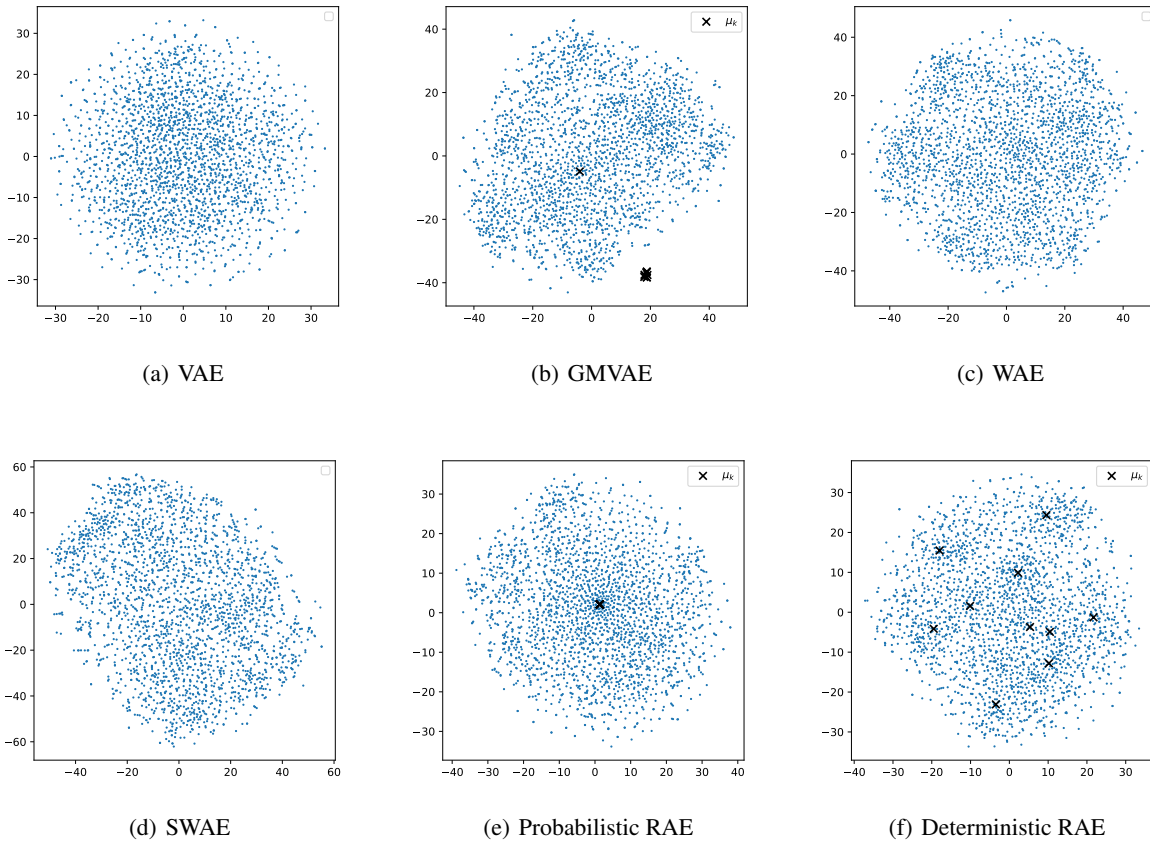 μk
30
20
10
0
−10
−20
−30
−30 −20 −10 0 10 20 30
40
20
0
−20
−40
−40 −20 0 20 40
40
20
0
−20
−40
−40 −20 0 20 40
(a) VAE
(b) GMVAE
(c) WAE
60
40
20
0
−20
−40
−60
−40 −20 0 20 40 60
μk
30
20
10
0
−10
−20
−30
−30 −20 −10 0 10 20 30 40
μk
30
20
10
0
−10
−20
−30
−40 −30 −20 −10 0 10 20 30
(d) SWAE
(e) Probabilistic RAE
(f) Deterministic RAE